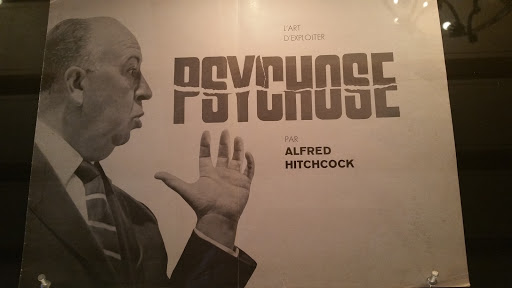 L'ART
D'EXPLOITER
PSYCHOSE
PAR
ALFRED
HITCHCOCK